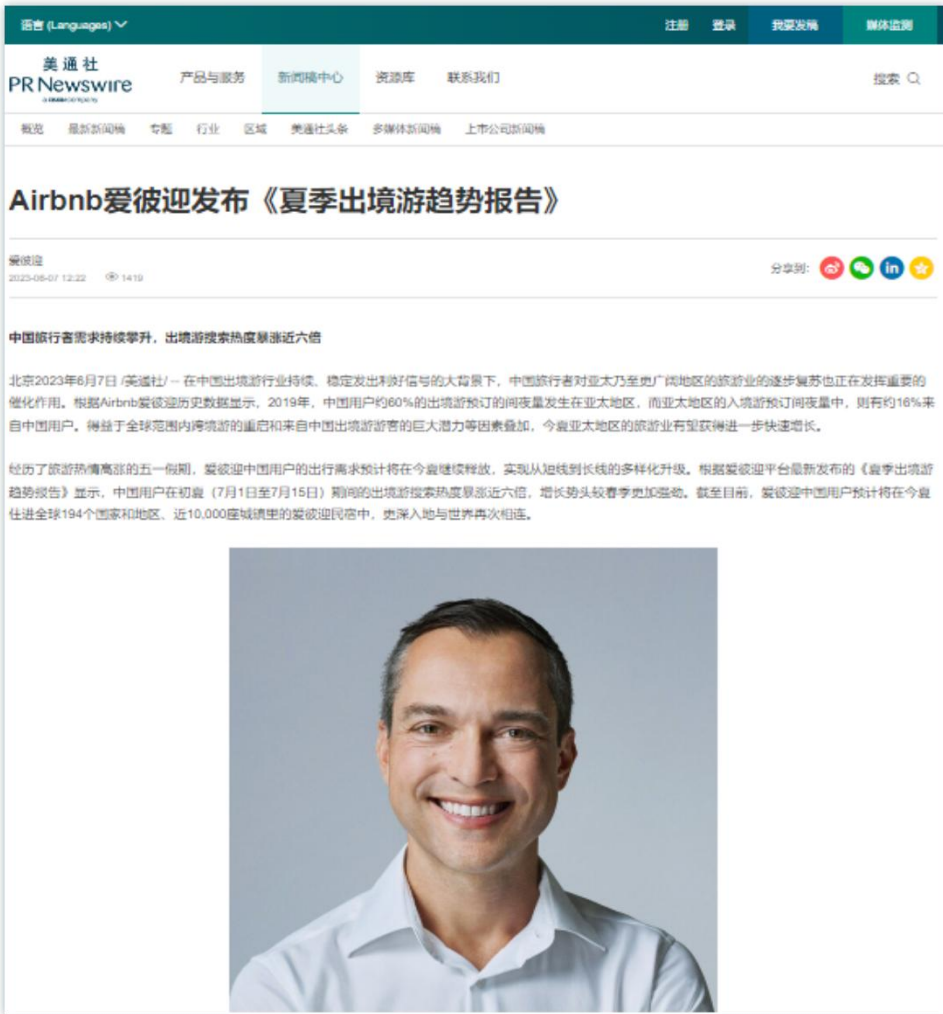 语言 (Languages)
注册
登录
我要发稿
媒体监测
美通社
PR Newswire
产品与服务
新闻稿中心
资源库
联系我们
搜索
概览
最新新闻稿
专题
行业
区域
美通社头条
多媒体新闻稿
上市公司新闻稿
Airbnb爱彼迎发布《夏季出境游趋势报告》
爱彼迎
2023-06-07 12:22
1419
分享到:
中国旅行者需求持续攀升，出境游搜索热度暴涨近六倍
北京2023年6月7日 /美通社/ -- 在中国出境游行业持续、稳定发出利好信号的大背景下，中国旅行者对亚太乃至更广阔地区的旅游业的逐步复苏也正在发挥重要的
催化作用。根据Airbnb爱彼迎历史数据显示，2019年，中国用户约60%的出境游预订的间夜量发生在亚太地区，而亚太地区的入境游预订间夜量中，则有约16%来
自中国用户。得益于全球范围内跨境游的重启和来自中国出境游游客的巨大潜力等因素叠加，今夏亚太地区的旅游业有望获得进一步快速增长。
经历了旅游热情高涨的五一假期，爱彼迎中国用户的出行需求预计将在今夏继续释放，实现从短线到长线的多样化升级。根据爱彼迎平台最新发布的《夏季出境游
趋势报告》显示，中国用户在初夏（7月1日至7月15日）期间的出境游搜索热度暴涨近六倍，增长势头较春季更加强劲。截至目前，爱彼迎中国用户预计将在今夏
住进全球194个国家和地区、近10,000座城镇里的爱彼迎民宿中，更深入地与世界再次相连。